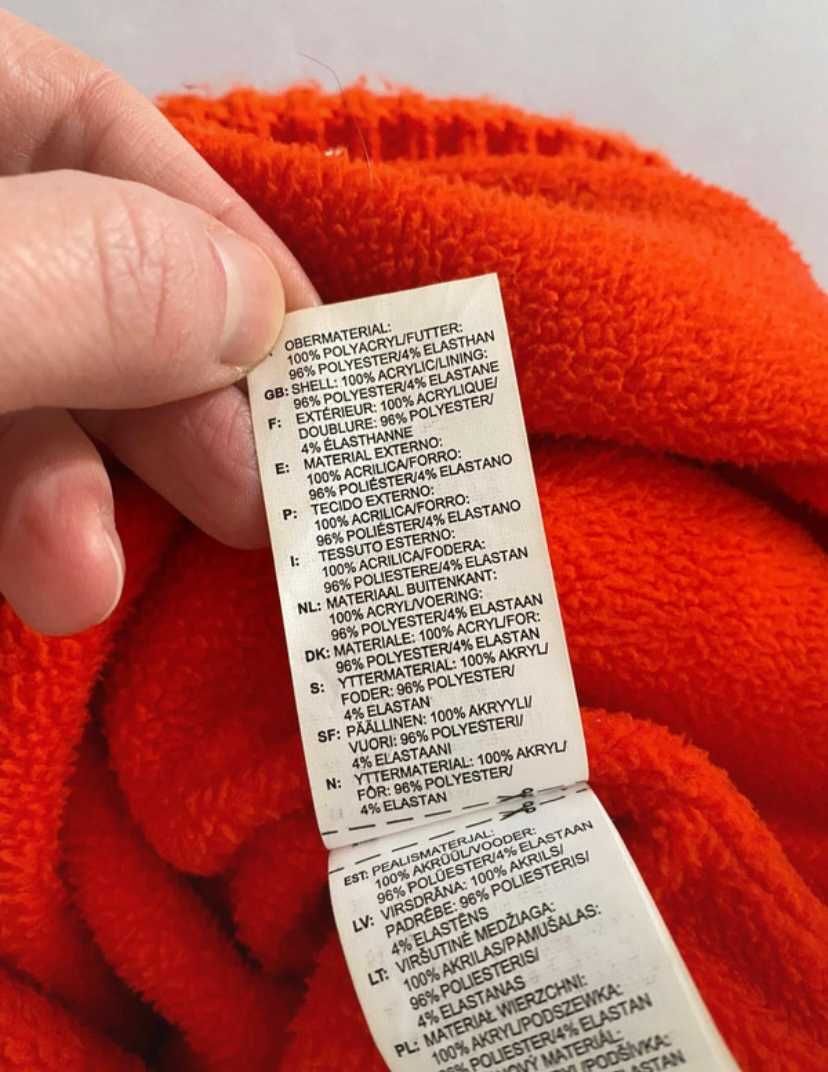 OBERMATERIAL:
100% POLYACRYL/FUTTER:
96% POLYESTER/4% ELASTHAN
GB: SHELL: 100% ACRYLIC/LINING:
96% POLYESTER/4% ELASTANE
F: EXTÉRIEUR: 100% ACRYLIQUE/
DOUBLURE: 96% POLYESTER/
4% ÉLASTHANNE
E: MATERIAL EXTERNO:
100% ACRILICA/FORRO:
96% POLIÉSTER/4% ELASTANO
P: TECIDO EXTERNO:
100% ACRILICA/FORRO:
96% POLIÉSTER/4% ELASTANO
I: TESSUTO ESTERNO:
100% ACRILICA/FODERA:
96% POLIESTERE/4% ELASTAN
NL: MATERIAAL BUITENKANT:
100% ACRYL/VOERING:
96% POLYESTER/4% ELASTAAN
DK: MATERIALE: 100% ACRYL/FOR:
96% POLYESTER/4% ELASTAN
S: YTTERMATERIAL: 100% AKRYL/
FODER: 96% POLYESTER/
4% ELASTAN
SF: PÄÄLLINEN: 100% AKRYYLI/
VUORI: 96% POLYESTERI/
4% ELASTAANI
N: YTTERMATERIAL: 100% AKRYL/
FÔR: 96% POLYESTER/
4% ELASTAN
EST: PEALISMATERJAL:
100% AKRÜÜL/VOODER:
96% POLÜESTER/4% ELASTAAN
LV: VIRSDRĀNA: 100% AKRILS/
PADRĒBE: 96% POLIESTERIS/
4% ELASTĒNS
LT: VIRŠUTINĖ MEDŽIAGA:
100% AKRILAS/PAMUŠALAS:
96% POLIESTERIS/
4% ELASTANAS
PL: MATERIAŁ WIERZCHNI:
100% AKRYL/PODSZEWKA:
POLIESTER/4% ELASTAN
MATERIÁL:
/PODŠÍVKA:
ELASTAN